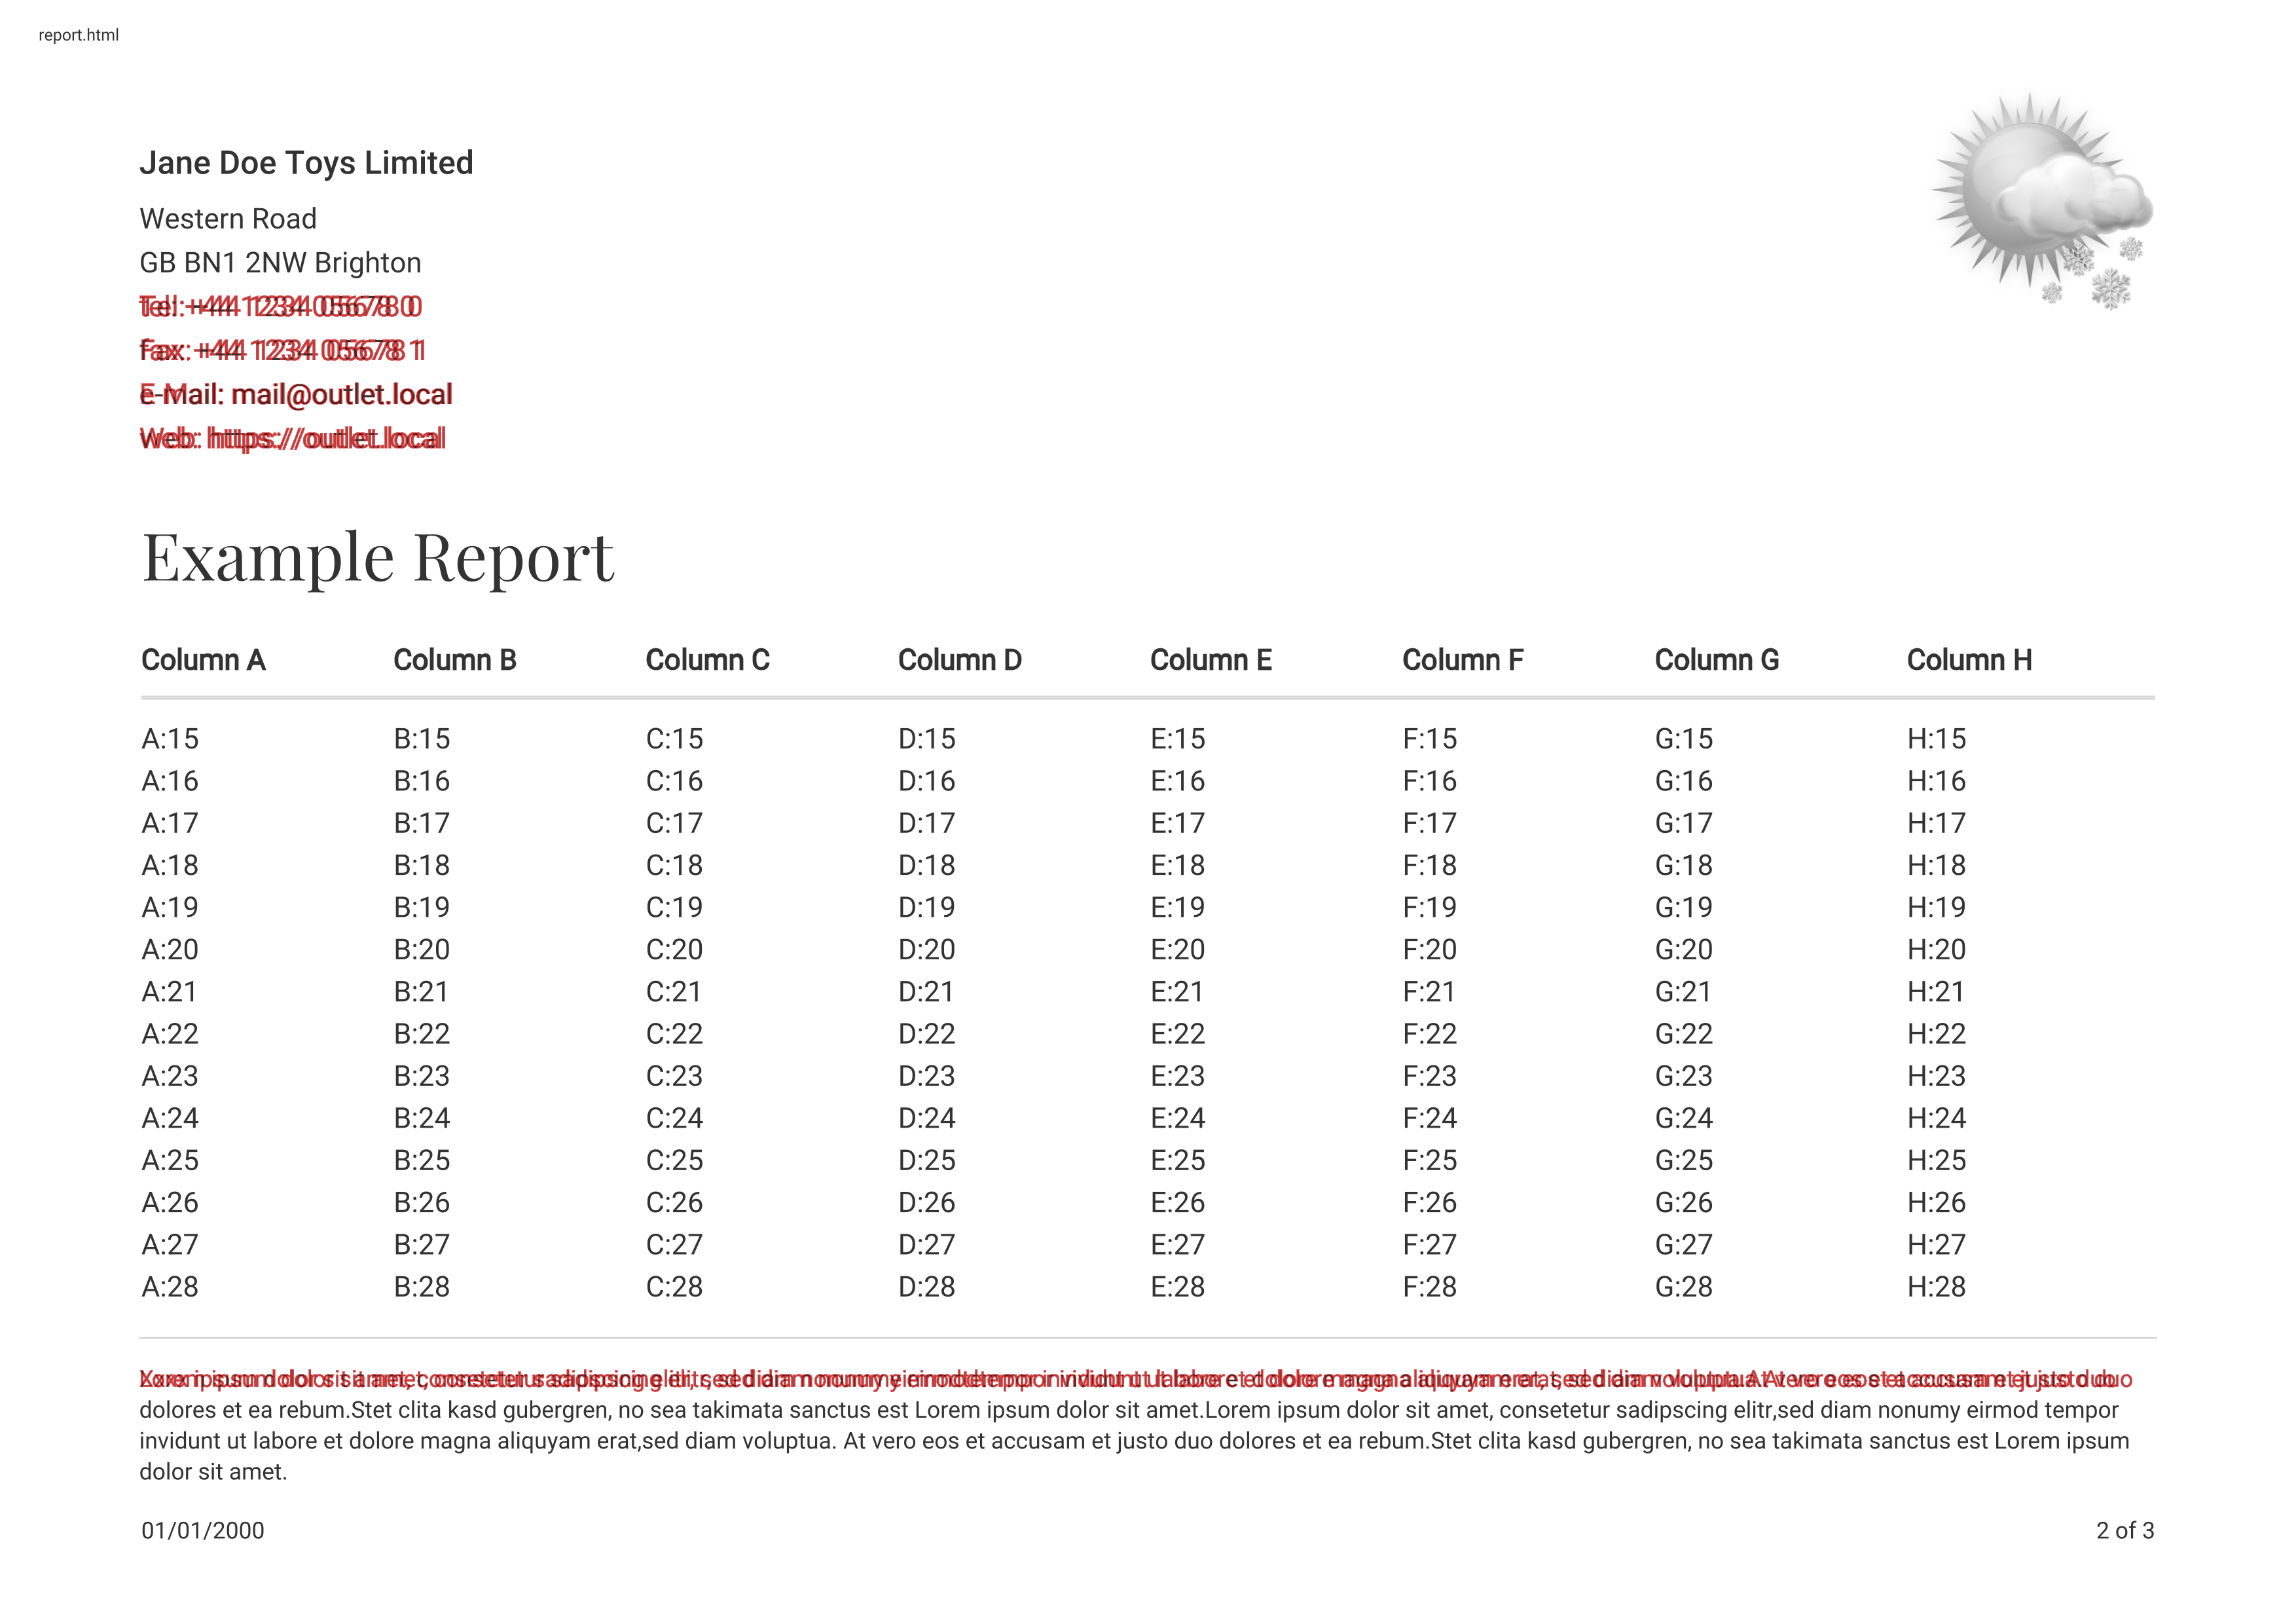 report.html
Jane Doe Toys Limited
Western Road
GB BN1 2NW Brighton
+44 1234
+44 1234
mail@outlet.local
https://outlet.local
Example Report
Column A Column B Column C Column D Column E Column F Column G Column H
A:15 B:15 C:15 D:15 E:15 F:15 G:15 H:15
A:16 B:16 C:16 D:16 E:16 F:16 G:16 H:16
A:17 B:17 C:17 D:17 E:17 F:17 G:17 H:17
A:18 B:18 C:18 D:18 E:18 F:18 G:18 H:18
A:19 B:19 C:19 D:19 E:19 F:19 G:19 H:19
A:20 B:20 C:20 D:20 E:20 F:20 G:20 H:20
A:21 B:21 C:21 D:21 E:21 F:21 G:21 H:21
A:22 B:22 C:22 D:22 E:22 F:22 G:22 H:22
A:23 B:23 C:23 D:23 E:23 F:23 G:23 H:23
A:24 B:24 C:24 D:24 E:24 F:24 G:24 H:24
A:25 B:25 C:25 D:25 E:25 F:25 G:25 H:25
A:26 B:26 C:26 D:26 E:26 F:26 G:26 H:26
A:27 B:27 C:27 D:27 E:27 F:27 G:27 H:27
A:28 B:28 C:28 D:28 E:28 F:28 G:28 H:28
ipsum dolor sit amet, consetetur sadipscing elitr, sed diam nonumy eirmod tempor invidunt ut labore et dolore magna aliquyam erat, sed diam voluptua. At vero eos et accusam et justo duo
dolores et ea rebum.Stet clita kasd gubergren, no sea takimata sanctus est Lorem ipsum dolor sit amet.Lorem ipsum dolor sit amet, consetetur sadipscing elitr,sed diam nonumy eirmod tempor
invidunt ut labore et dolore magna aliquyam erat,sed diam voluptua. At vero eos et accusam et justo duo dolores et ea rebum.Stet clita kasd gubergren, no sea takimata sanctus est Lorem ipsum
dolor sit amet.
01/01/2000 2 of 3